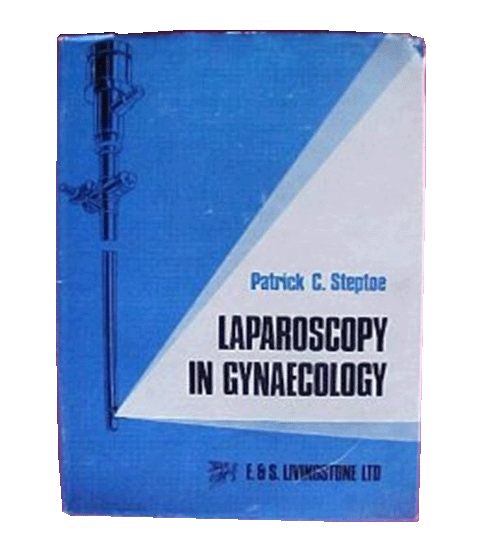 Patrick C. Steptoe
LAPAROSCOPY
IN GYNAECOLOGY
E. & S. LIVINGSTONE LTD